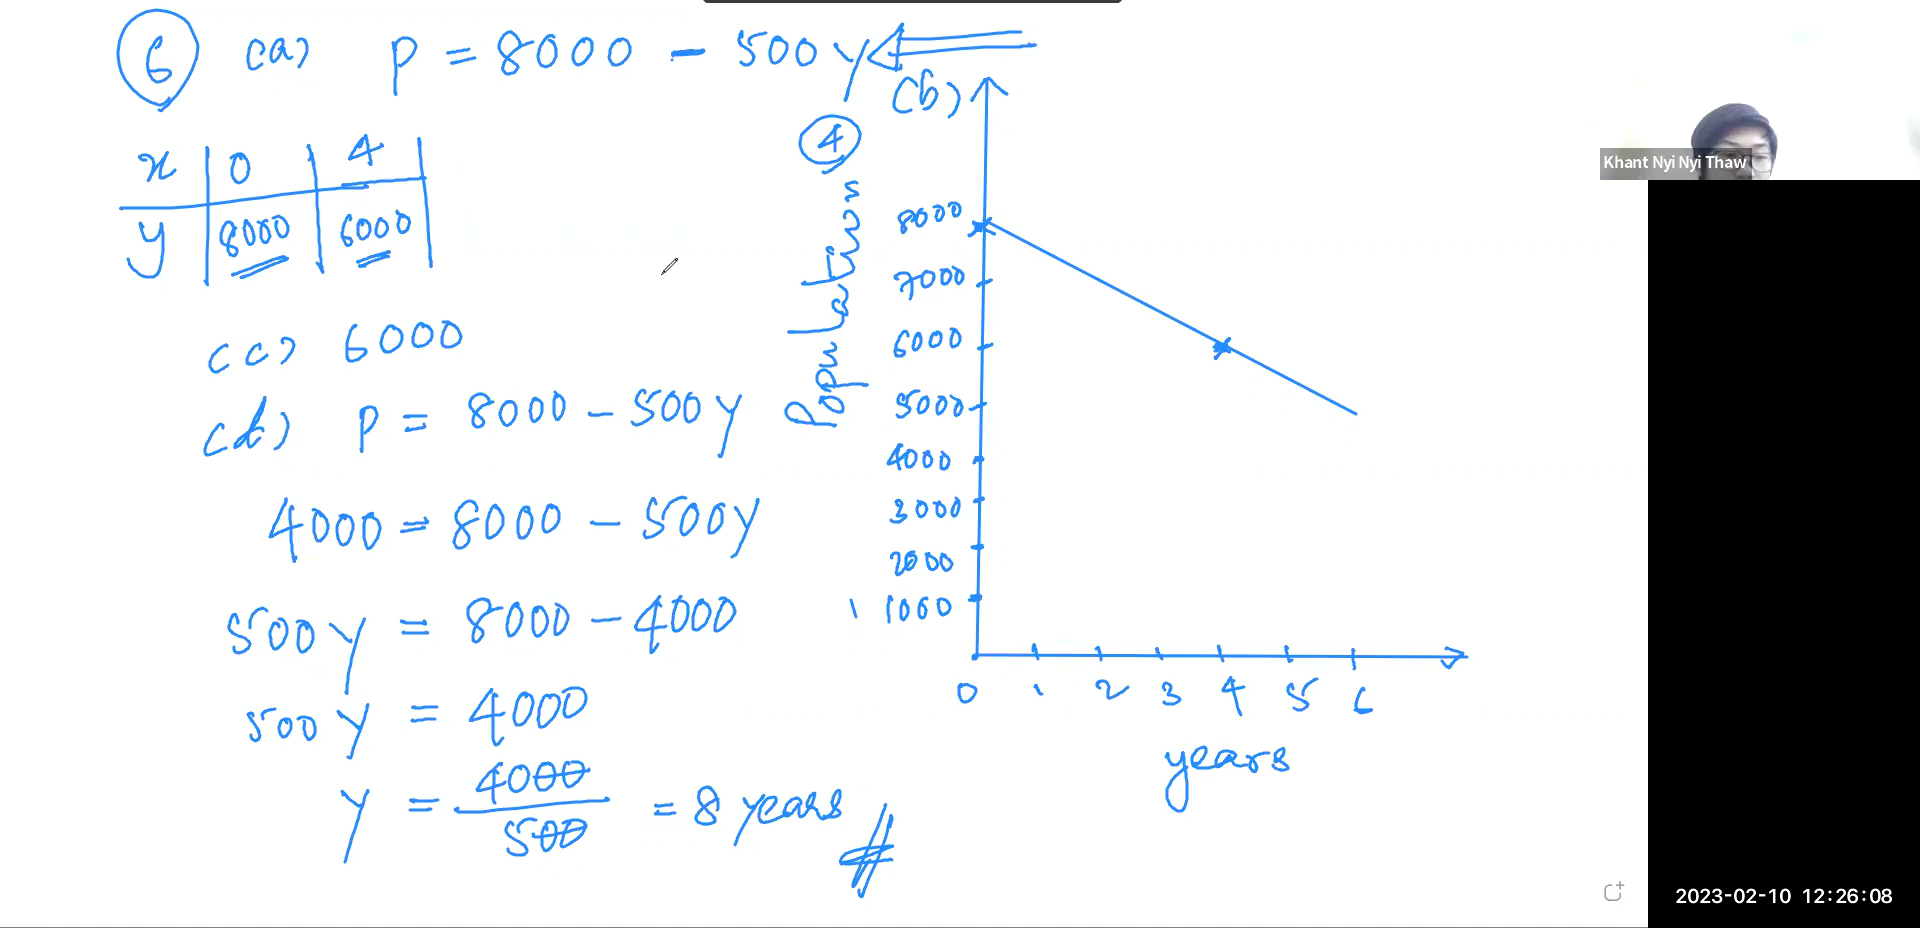 6 (a) P = 8000 - 500y
x 0 4
y 8000 6000
(c) 6000
(d) P = 8000 - 500y
4000 = 8000 - 500y
500y = 8000 - 4000
500y = 4000
y = 4000/500 = 8 years
(b)
4
Population
8000
7000
6000
5000
4000
3000
2000
1000
0 1 2 3 4 5 6
years
Khant Nyi Nyi Thaw
2023-02-10 12:26:08